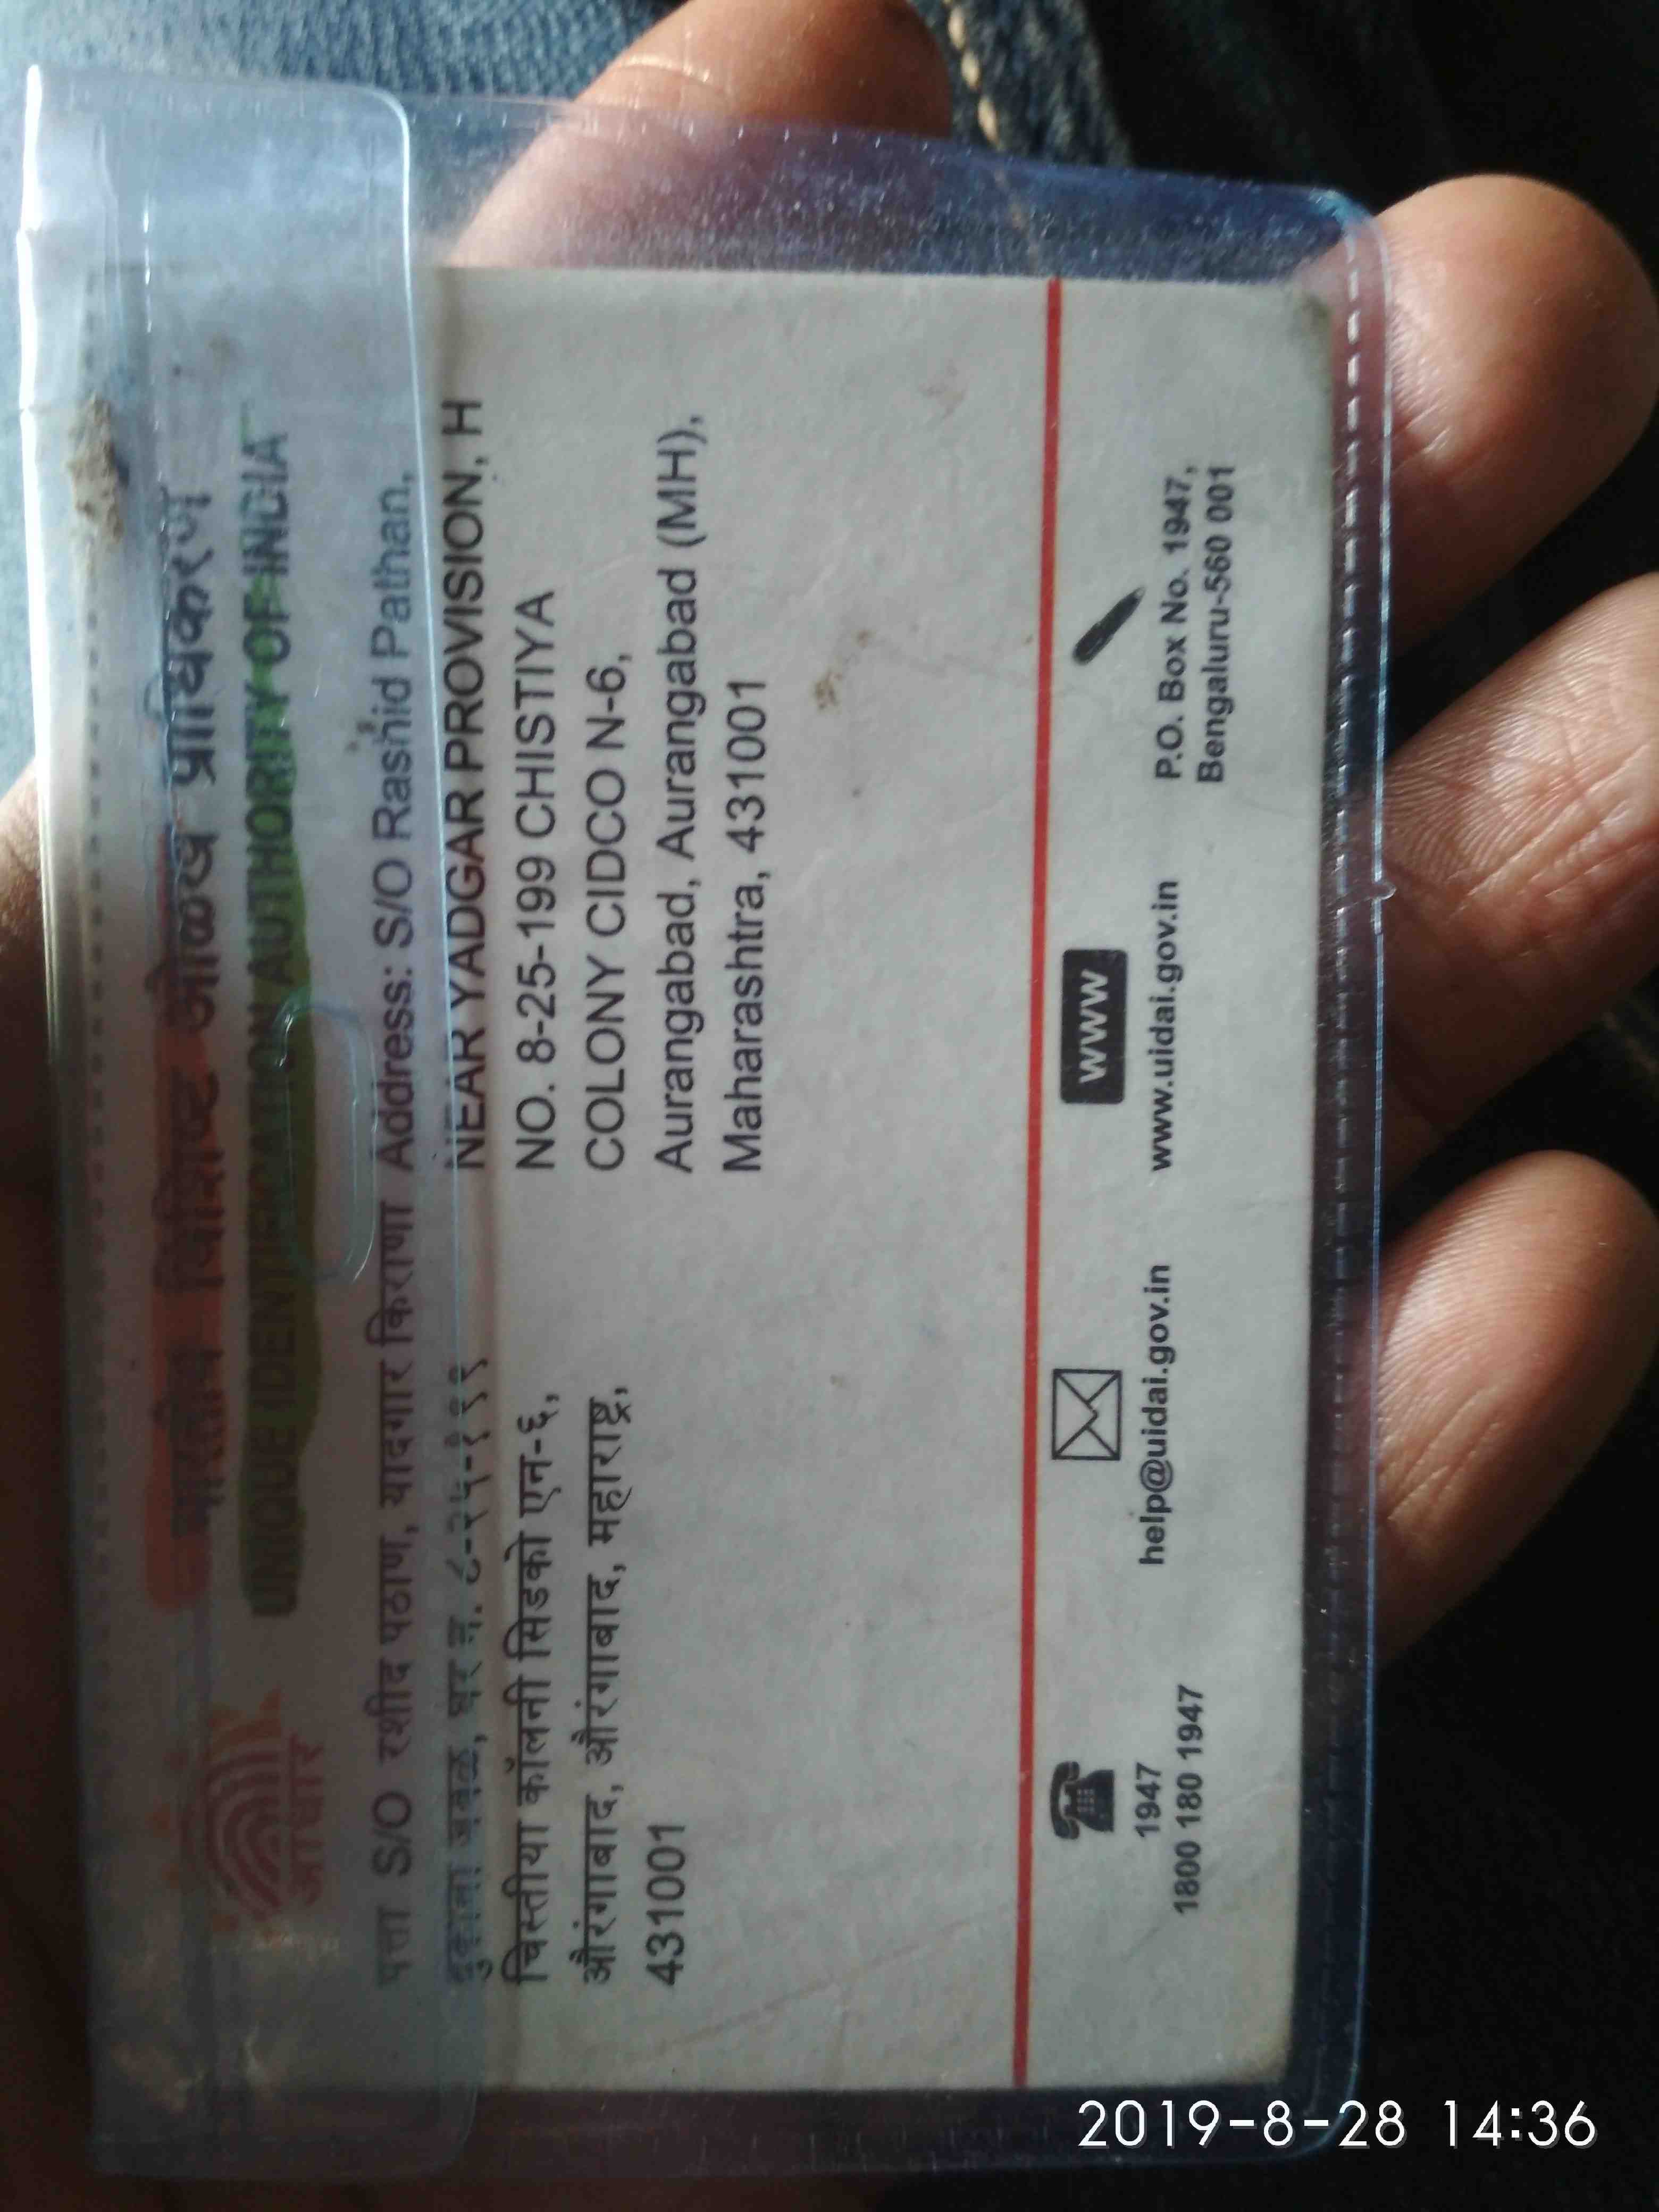 भारतीय विशिष्ट ओळख प्राधिकरण
UNIQUE IDENTIFICATION AUTHORITY OF INDIA
आधार
पत्ता S/O रशीद पठाण, यादगार किराणा
दुकाना जवळ, घर न. ८-२५-१९९
चिस्तीया कॉलनी सिडको एन-६,
औरंगाबाद, औरंगाबाद, महाराष्ट्र,
431001
Address: S/O Rashid Pathan,
NEAR YADGAR PROVISION, H
NO. 8-25-199 CHISTIYA
COLONY CIDCO N-6,
Aurangabad, Aurangabad (MH),
Maharashtra, 431001
1947
1800 180 1947
help@uidai.gov.in
WWW
www.uidai.gov.in
P.O. Box No. 1947,
Bengaluru-560 001
2019-8-28 14:36